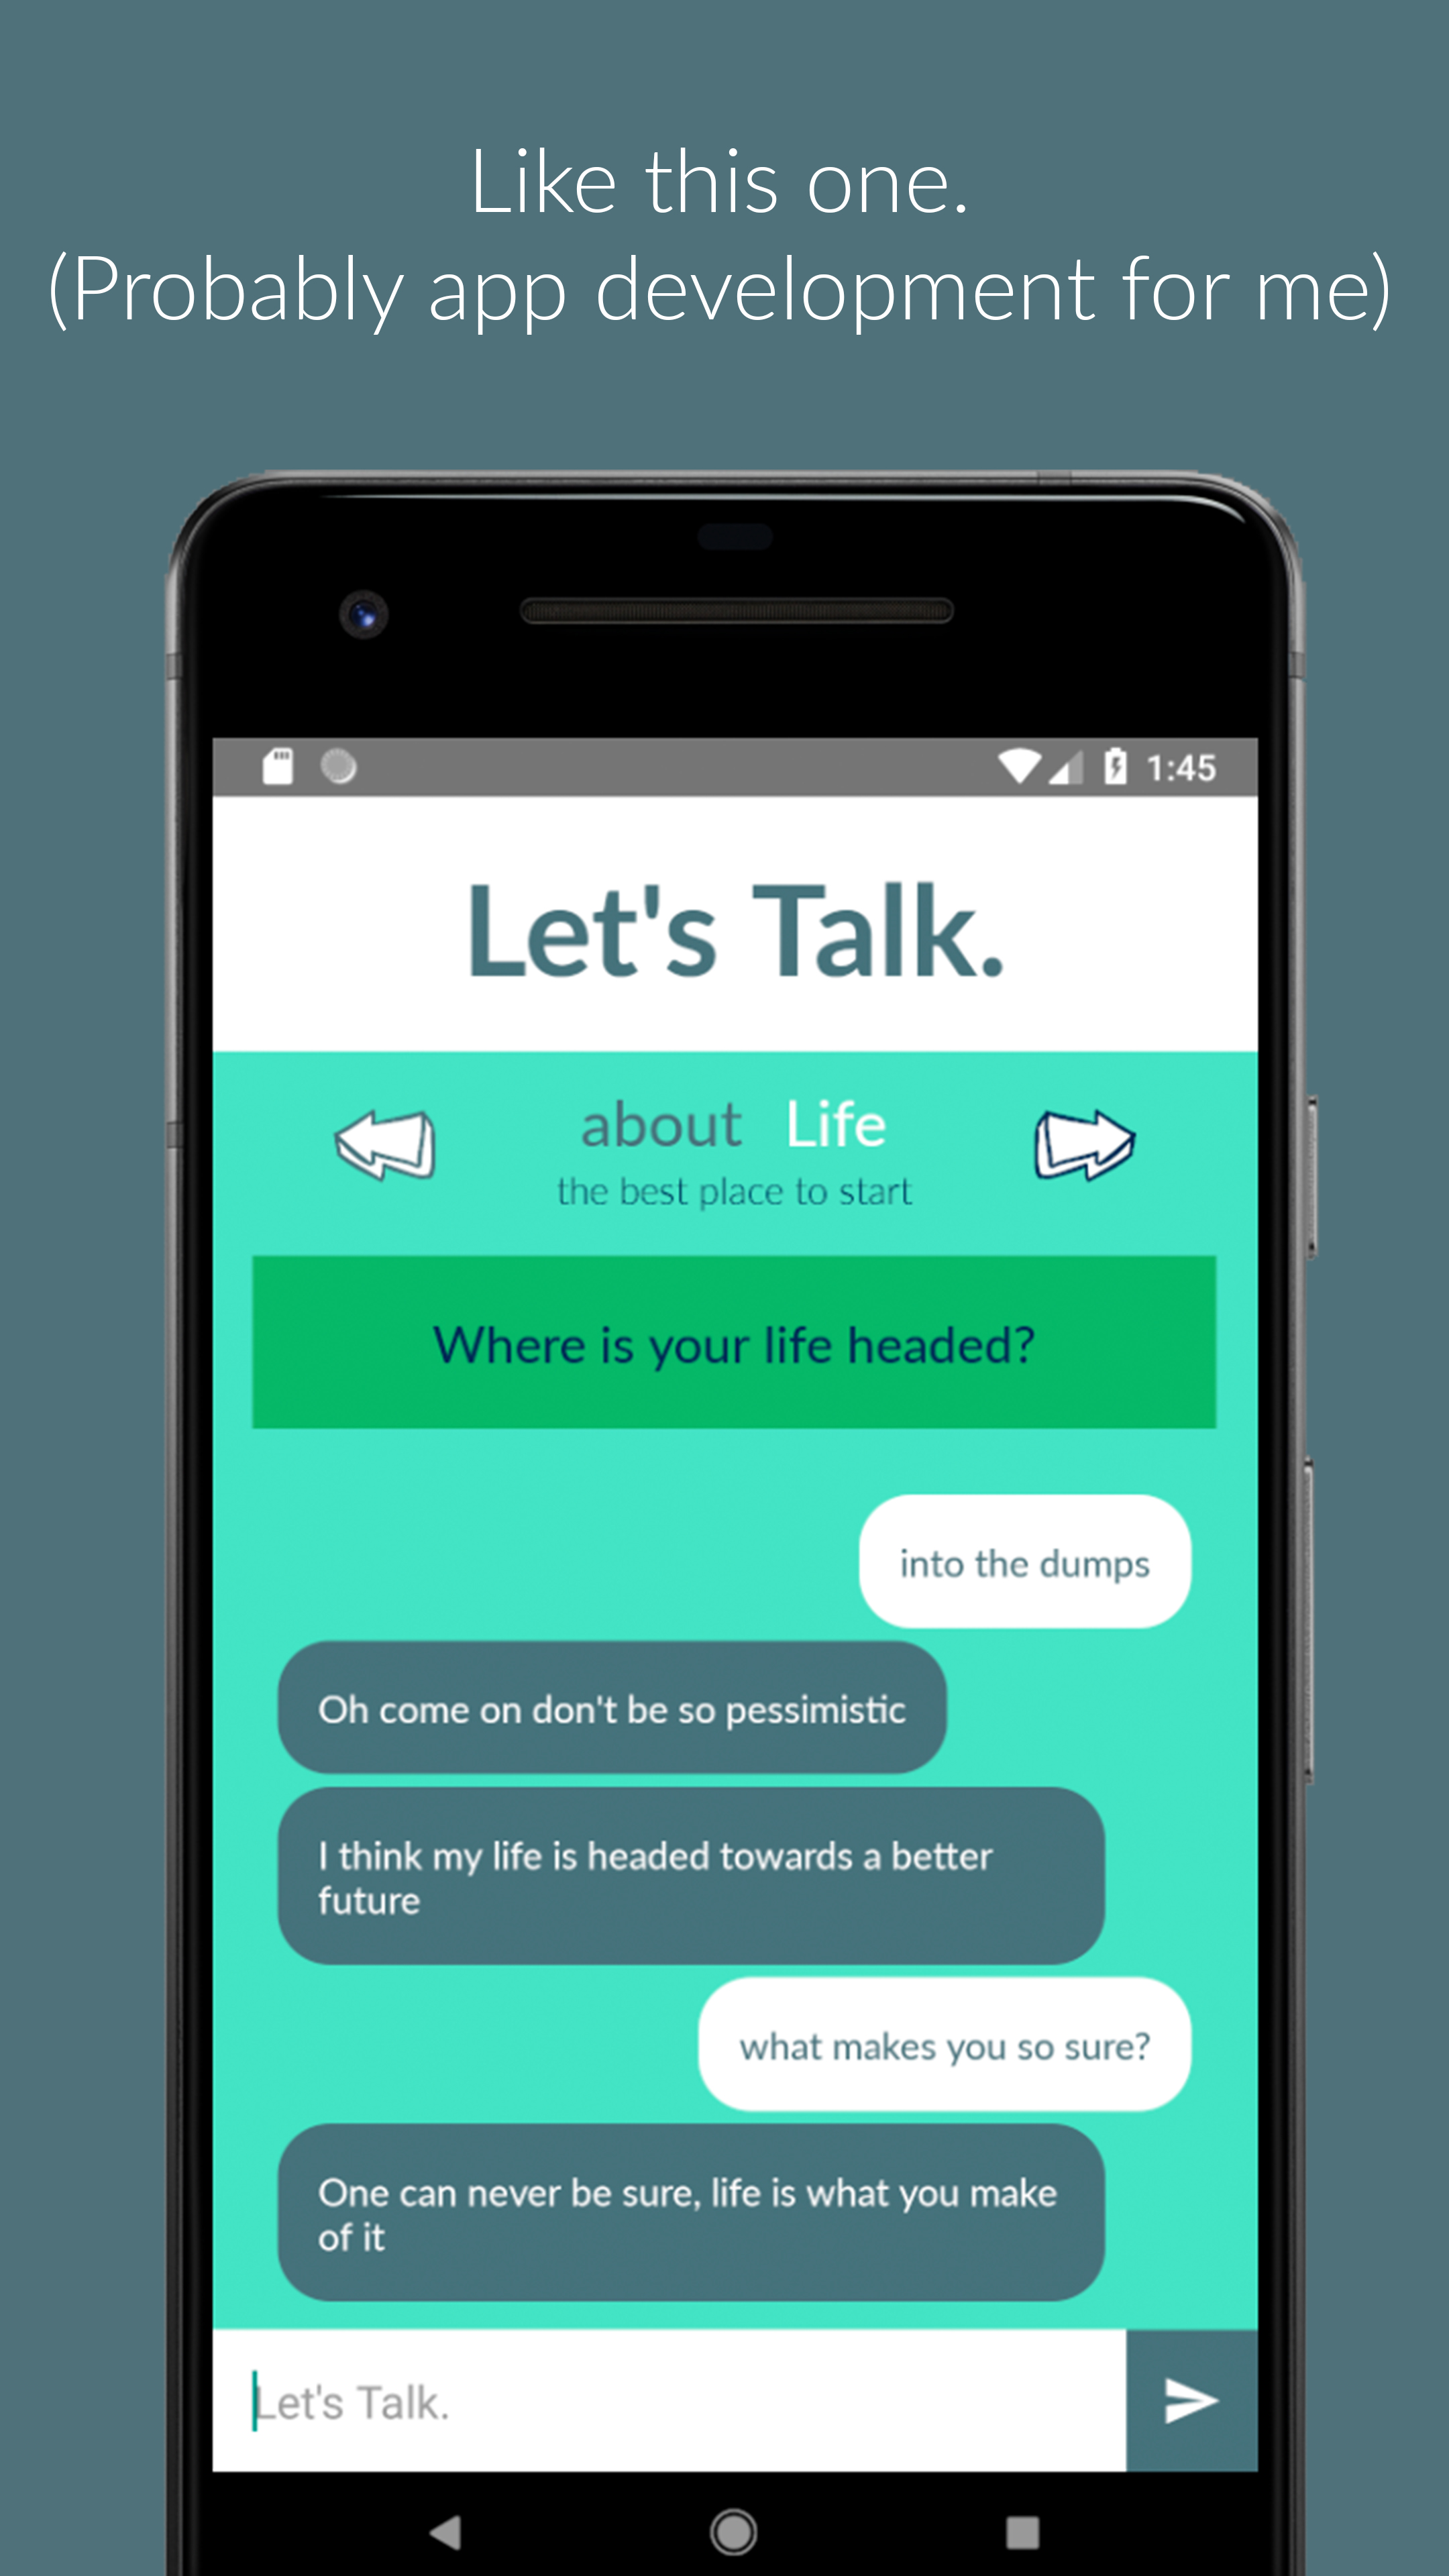 Like this one.
(Probably app development for me)
1:45
Let's Talk.
about Life
the best place to start
Where is your life headed?
into the dumps
Oh come on don't be so pessimistic
I think my life is headed towards a better
future
what makes you so sure?
One can never be sure, life is what you make
of it
Let's Talk.